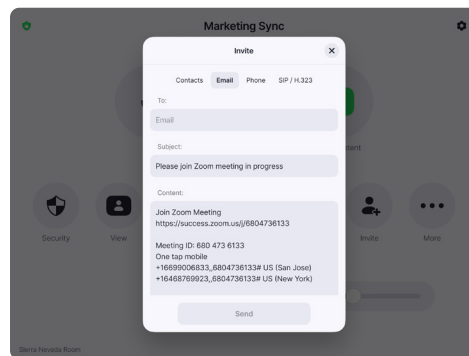 Marketing Sync
Invite
Contacts Email Phone SIP / H.323
To:
Email
Subject:
Please join Zoom meeting in progress
Content:
Join Zoom Meeting
https://success.zoom.us/j/6804736133
Meeting ID: 680 473 6133
One tap mobile
+16699006833,,6804736133# US (San Jose)
+16468769923,,6804736133# US (New York)
Send
Security View Invite More
Sierra Nevada Room